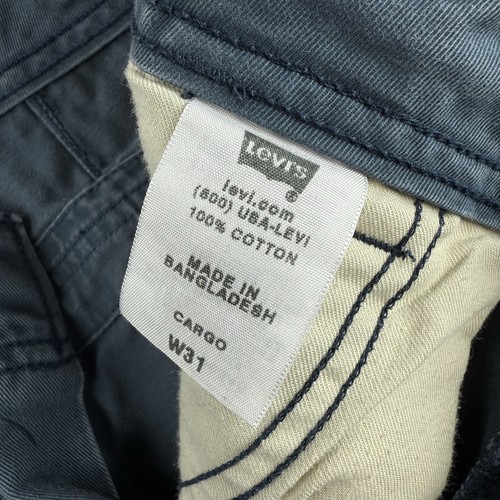 Levi's
®
levi.com
(800) USA-LEVI
100% COTTON
MADE IN
BANGLADESH
CARGO
W31